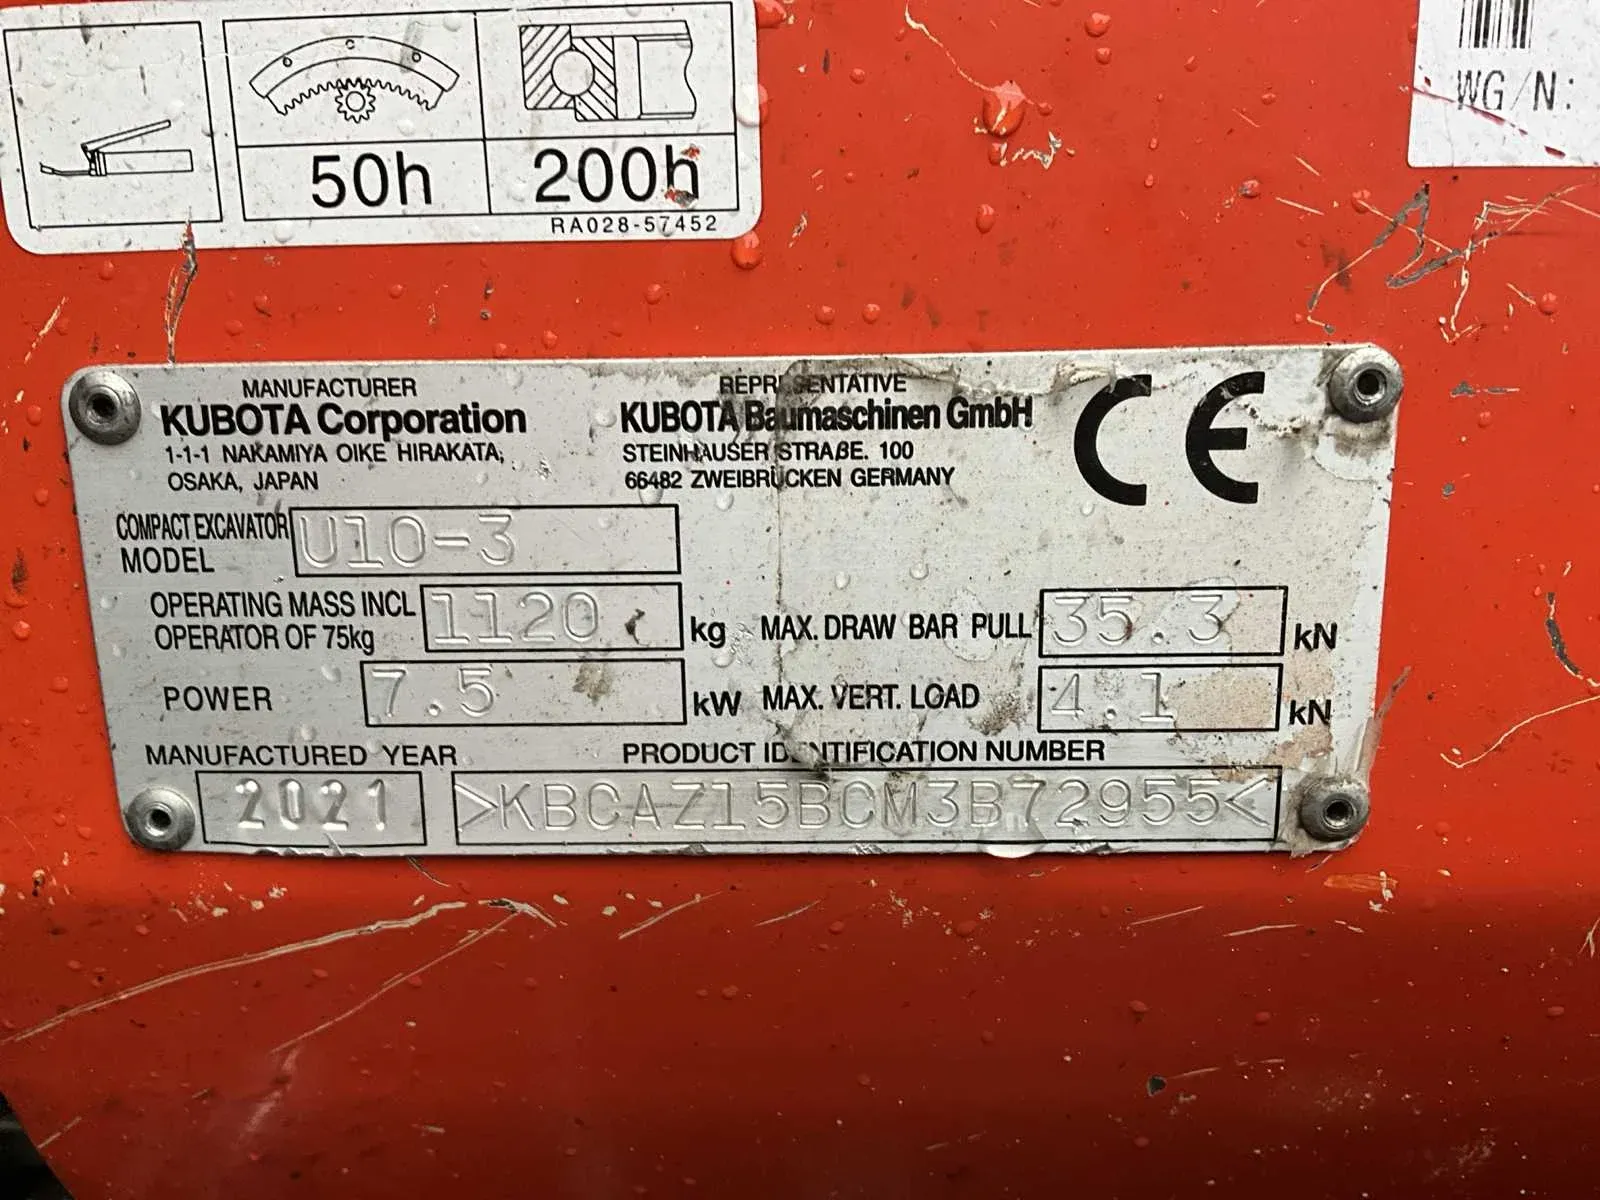 50h
200h
RA028-57452
WG/N:
MANUFACTURER
KUBOTA Corporation
1-1-1 NAKAMIYA OIKE HIRAKATA,
OSAKA, JAPAN
REPRESENTATIVE
KUBOTA Baumaschinen GmbH
STEINHAUSER STRAßE. 100
66482 ZWEIBRÜCKEN GERMANY
CE
COMPACT EXCAVATOR
MODEL
U10-3
OPERATING MASS INCL
OPERATOR OF 75kg
1120 kg
MAX. DRAW BAR PULL 35.3 kN
POWER 7.5 kW
MAX. VERT. LOAD 4.1 kN
MANUFACTURED YEAR
2021
PRODUCT IDENTIFICATION NUMBER
>KBCAZ15BCM3B72955<